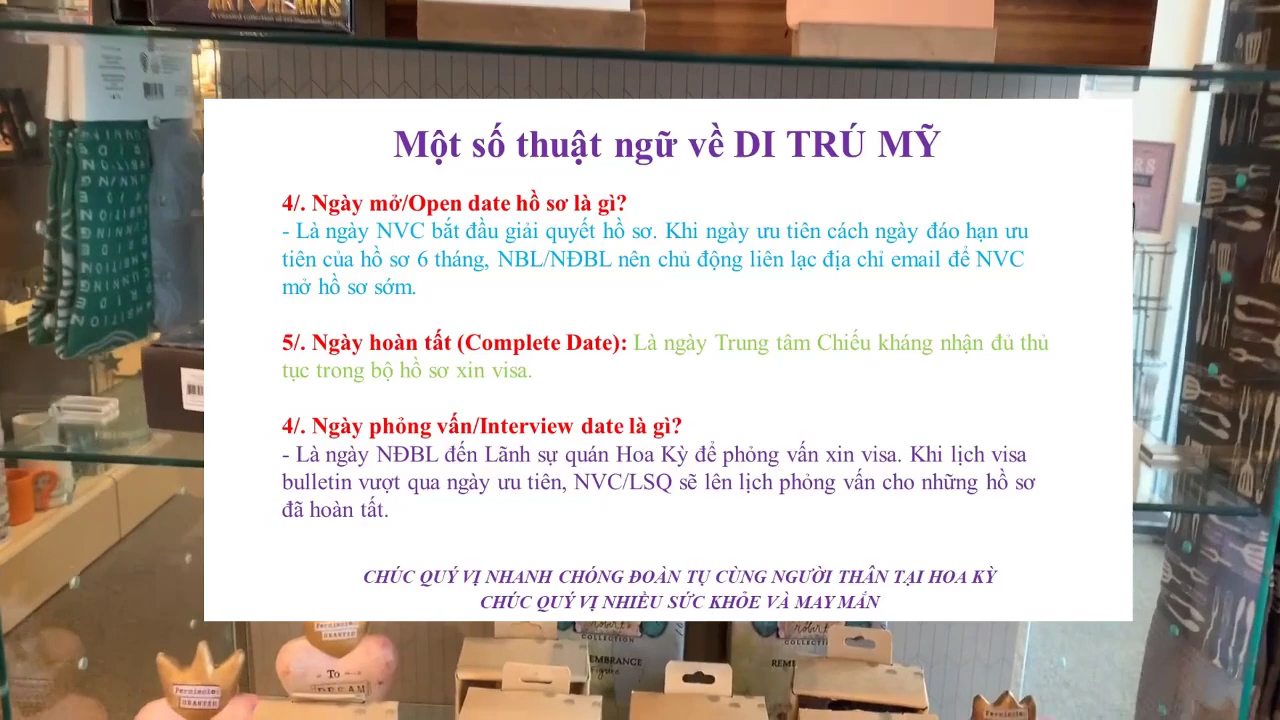 Một số thuật ngữ về DI TRÚ MỸ
4/. Ngày mở/Open date hồ sơ là gì?
- Là ngày NVC bắt đầu giải quyết hồ sơ. Khi ngày ưu tiên cách ngày đáo hạn ưu
tiên của hồ sơ 6 tháng, NBL/NĐBL nên chủ động liên lạc địa chỉ email để NVC
mở hồ sơ sớm.
5/. Ngày hoàn tất (Complete Date): Là ngày Trung tâm Chiếu kháng nhận đủ thủ
tục trong bộ hồ sơ xin visa.
4/. Ngày phỏng vấn/Interview date là gì?
- Là ngày NĐBL đến Lãnh sự quán Hoa Kỳ để phỏng vấn xin visa. Khi lịch visa
bulletin vượt qua ngày ưu tiên, NVC/LSQ sẽ lên lịch phỏng vấn cho những hồ sơ
đã hoàn tất.
CHÚC QUÝ VỊ NHANH CHÓNG ĐOÀN TỤ CÙNG NGƯỜI THÂN TẠI HOA KỲ
CHÚC QUÝ VỊ NHIỀU SỨC KHỎE VÀ MAY MẮN
GRANTED
To
DREAM
COLLECTION
GRANTED